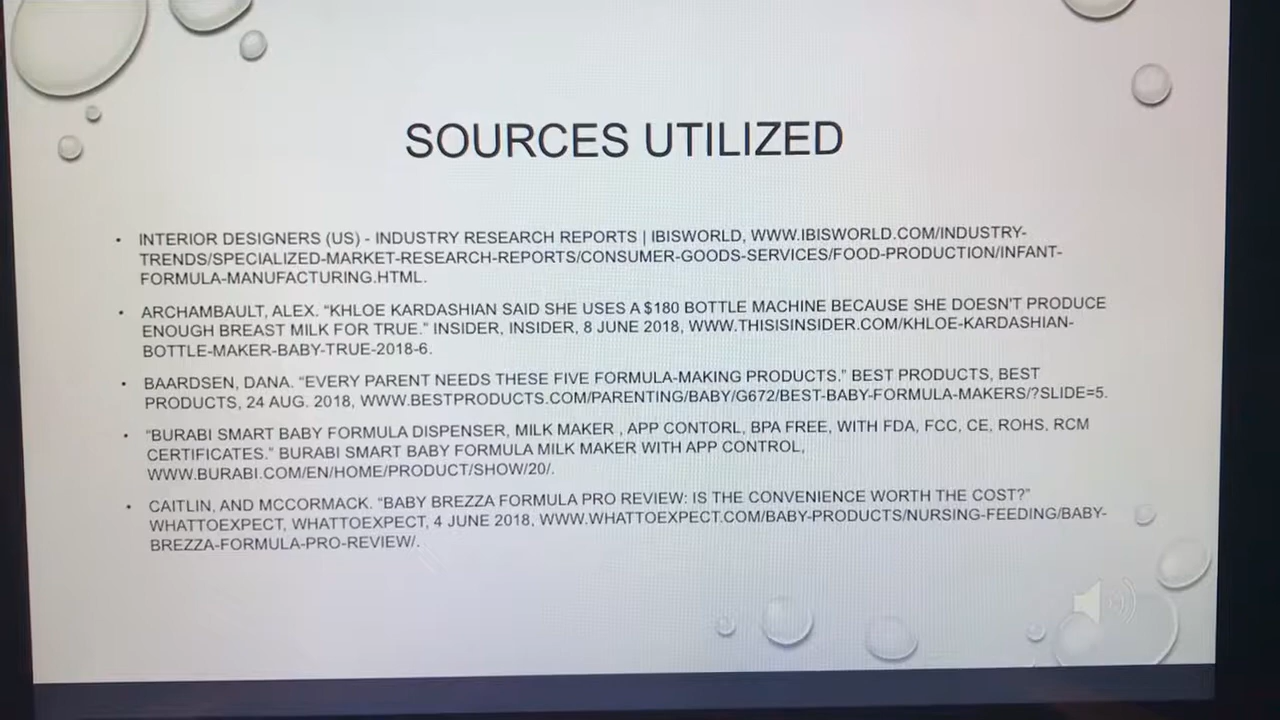 SOURCES UTILIZED
• INTERIOR DESIGNERS (US) - INDUSTRY RESEARCH REPORTS | IBISWORLD, WWW.IBISWORLD.COM/INDUSTRY-
TRENDS/SPECIALIZED-MARKET-RESEARCH-REPORTS/CONSUMER-GOODS-SERVICES/FOOD-PRODUCTION/INFANT-
FORMULA-MANUFACTURING.HTML.
• ARCHAMBAULT, ALEX. “KHLOE KARDASHIAN SAID SHE USES A $180 BOTTLE MACHINE BECAUSE SHE DOESN'T PRODUCE
ENOUGH BREAST MILK FOR TRUE.” INSIDER, INSIDER, 8 JUNE 2018, WWW.THISISINSIDER.COM/KHLOE-KARDASHIAN-
BOTTLE-MAKER-BABY-TRUE-2018-6.
• BAARDSEN, DANA. “EVERY PARENT NEEDS THESE FIVE FORMULA-MAKING PRODUCTS.” BEST PRODUCTS, BEST
PRODUCTS, 24 AUG. 2018, WWW.BESTPRODUCTS.COM/PARENTING/BABY/G672/BEST-BABY-FORMULA-MAKERS/?SLIDE=5.
• “BURABI SMART BABY FORMULA DISPENSER, MILK MAKER , APP CONTORL, BPA FREE, WITH FDA, FCC, CE, ROHS, RCM
CERTIFICATES.” BURABI SMART BABY FORMULA MILK MAKER WITH APP CONTROL,
WWW.BURABI.COM/EN/HOME/PRODUCT/SHOW/20/.
• CAITLIN, AND MCCORMACK. “BABY BREZZA FORMULA PRO REVIEW: IS THE CONVENIENCE WORTH THE COST?”
WHATTOEXPECT, WHATTOEXPECT, 4 JUNE 2018, WWW.WHATTOEXPECT.COM/BABY-PRODUCTS/NURSING-FEEDING/BABY-
BREZZA-FORMULA-PRO-REVIEW/.